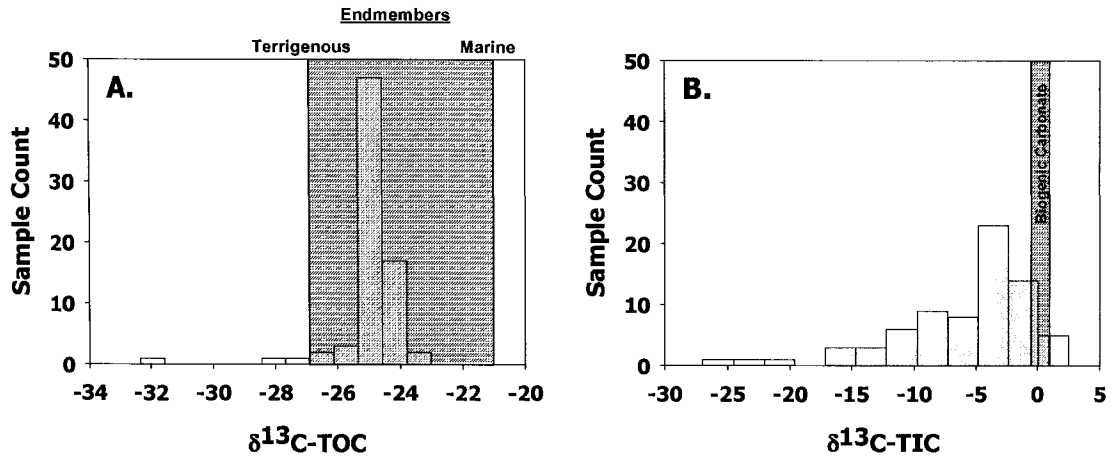 Endmembers
Terrigenous
Marine
A.
50
40
30
20
10
0
Sample Count
-34
-32
-30
-28
-26
-24
-22
-20
δ13C-TOC
B.
50
40
30
20
10
0
Sample Count
Biogenic Carbonate
-30
-25
-20
-15
-10
-5
0
5
δ13C-TIC